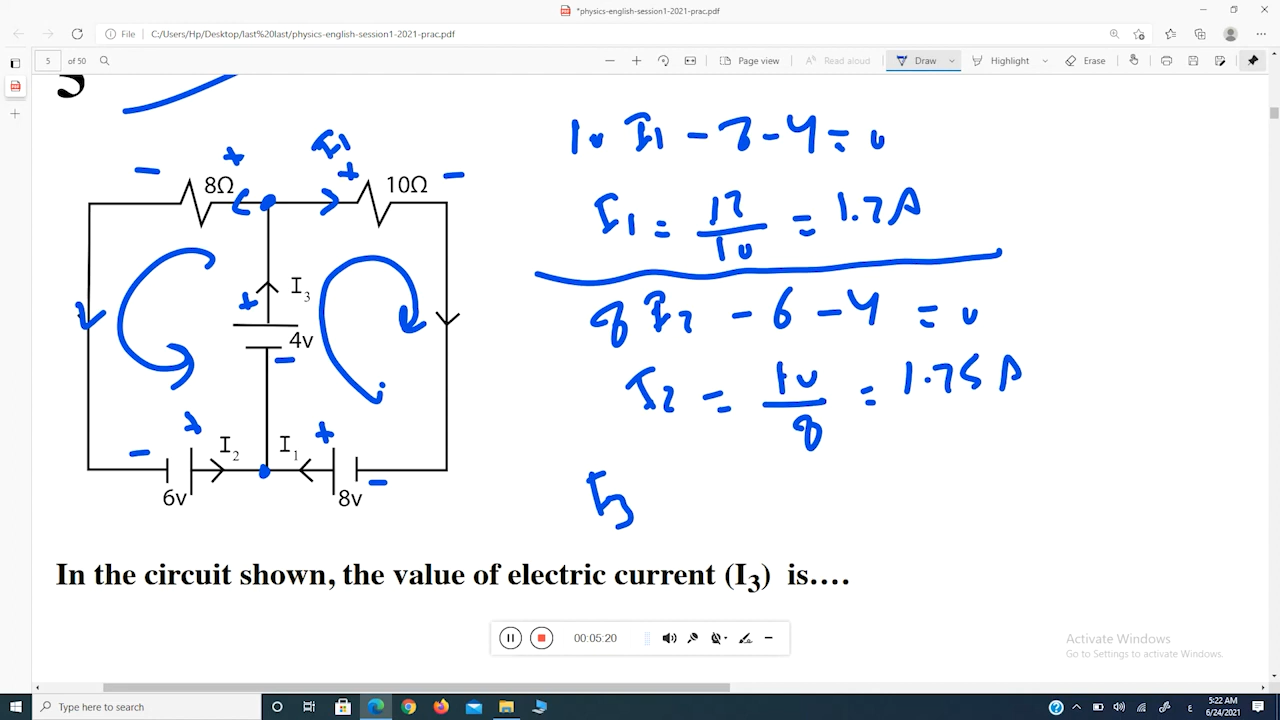 *physics-english-session1-2021-prac.pdf
File C:/Users/Hp/Desktop/last%20last/physics-english-session1-2021-prac.pdf
5 of 50
Page view
Read aloud
Draw
Highlight
Erase
10 I1 - 8 - 4 = 0
I1 = 12/10 = 1.2 A
8 I2 - 6 - 4 = 0
I2 = 10/8 = 1.25 A
I3
- + I1 + -
8Ω 10Ω
I3
+
4v
-
+ +
- I2 I1 -
6v 8v
In the circuit shown, the value of electric current (I3) is....
00:05:20
Activate Windows
Go to Settings to activate Windows.
Type here to search
5:22 AM
6/24/2021